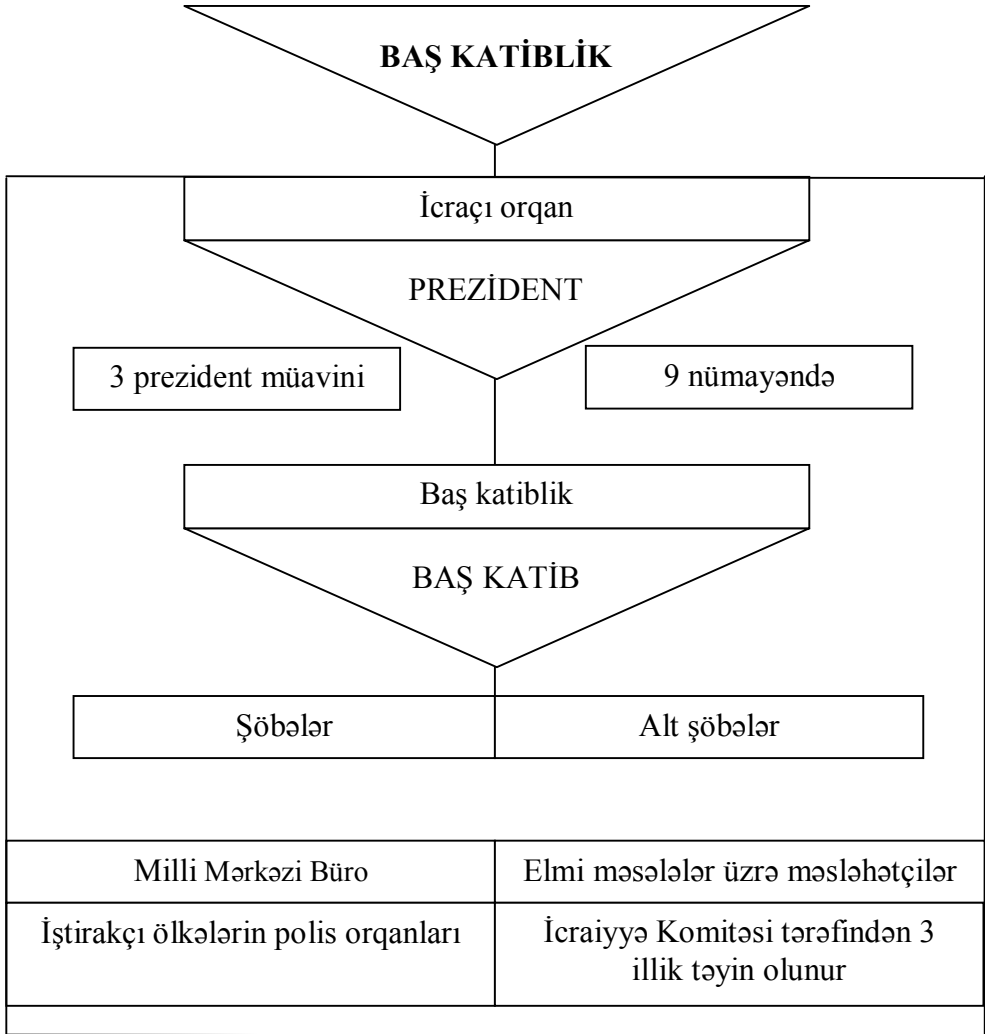 BAŞ KATİBLİK
İcraçı orqan
PREZİDENT
3 prezident müavini
9 nümayəndə
Baş katiblik
BAŞ KATİB
Şöbələr
Alt şöbələr
Milli Mərkəzi Büro
Elmi məsələlər üzrə məsləhətçilər
İştirakçı ölkələrin polis orqanları
İcraiyyə Komitəsi tərəfindən 3
illik təyin olunur